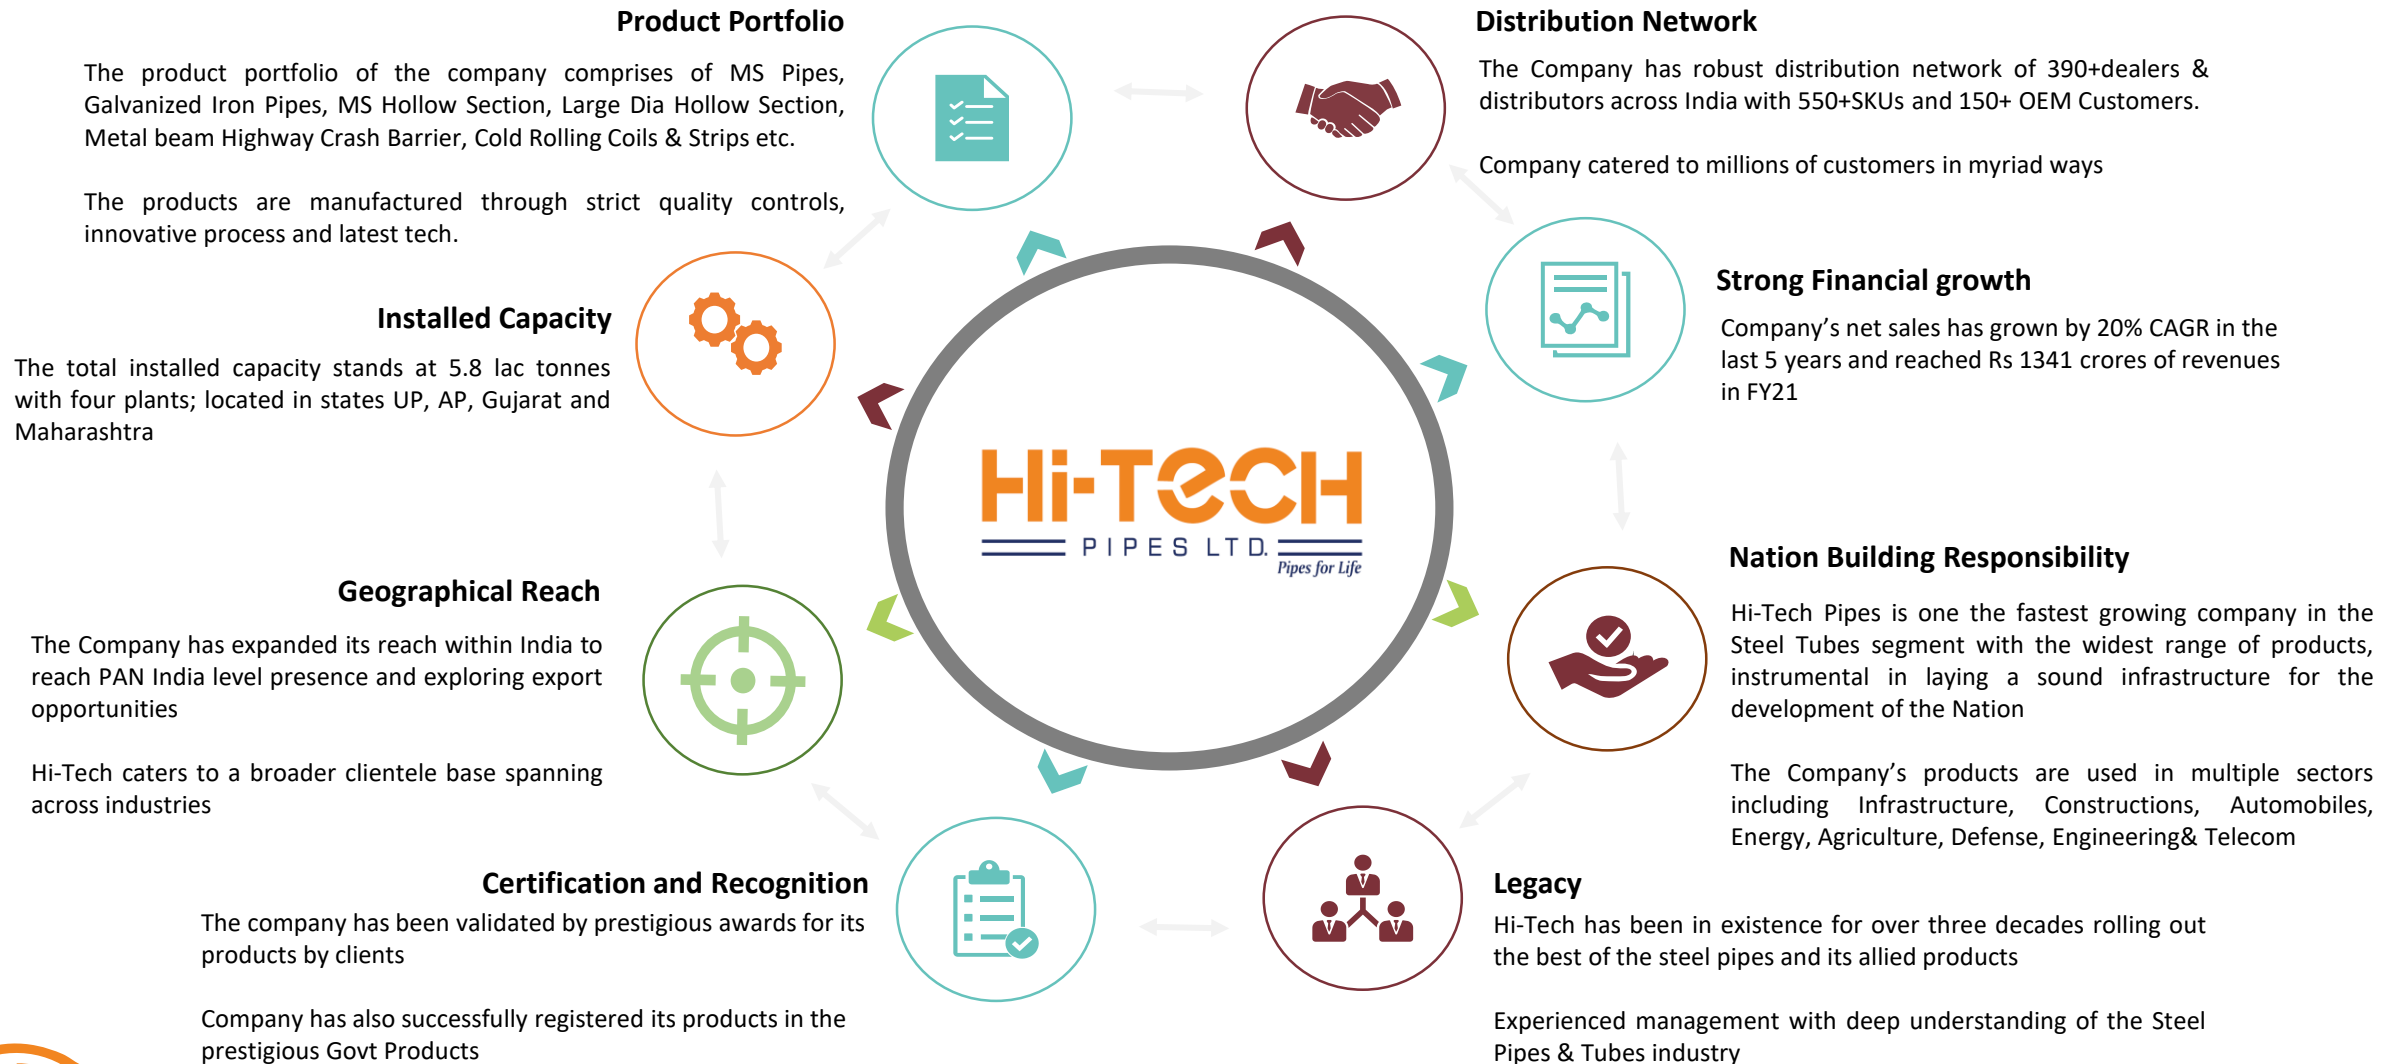 Product Portfolio
The product portfolio of the company comprises of MS Pipes,
Galvanized Iron Pipes, MS Hollow Section, Large Dia Hollow Section,
Metal beam Highway Crash Barrier, Cold Rolling Coils & Strips etc.
The products are manufactured through strict quality controls,
innovative process and latest tech.
Distribution Network
The Company has robust distribution network of 390+dealers &
distributors across India with 550+SKUs and 150+ OEM Customers.
Company catered to millions of customers in myriad ways
Installed Capacity
The total installed capacity stands at 5.8 lac tonnes
with four plants; located in states UP, AP, Gujarat and
Maharashtra
Strong Financial growth
Company’s net sales has grown by 20% CAGR in the
last 5 years and reached Rs 1341 crores of revenues
in FY21
Hi-TECH
PIPES LTD.
Pipes for Life
Geographical Reach
The Company has expanded its reach within India to
reach PAN India level presence and exploring export
opportunities
Hi-Tech caters to a broader clientele base spanning
across industries
Nation Building Responsibility
Hi-Tech Pipes is one the fastest growing company in the
Steel Tubes segment with the widest range of products,
instrumental in laying a sound infrastructure for the
development of the Nation
The Company’s products are used in multiple sectors
including Infrastructure, Constructions, Automobiles,
Energy, Agriculture, Defense, Engineering& Telecom
Certification and Recognition
The company has been validated by prestigious awards for its
products by clients
Company has also successfully registered its products in the
prestigious Govt Products
Legacy
Hi-Tech has been in existence for over three decades rolling out
the best of the steel pipes and its allied products
Experienced management with deep understanding of the Steel
Pipes & Tubes industry